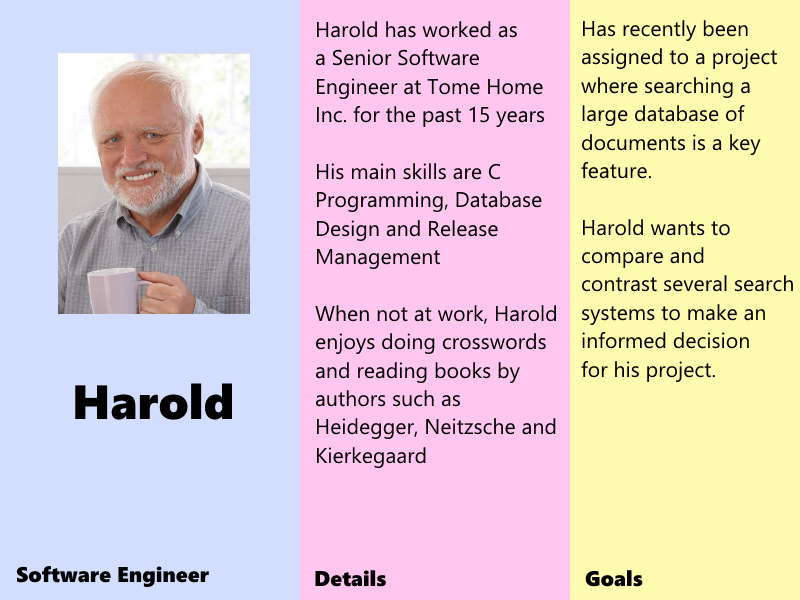 Harold
Software Engineer
Harold has worked as
a Senior Software
Engineer at Tome Home
Inc. for the past 15 years
His main skills are C
Programming, Database
Design and Release
Management
When not at work, Harold
enjoys doing crosswords
and reading books by
authors such as
Heidegger, Neitzsche and
Kierkegaard
Details
Has recently been
assigned to a project
where searching a
large database of
documents is a key
feature.
Harold wants to
compare and
contrast several search
systems to make an
informed decision
for his project.
Goals